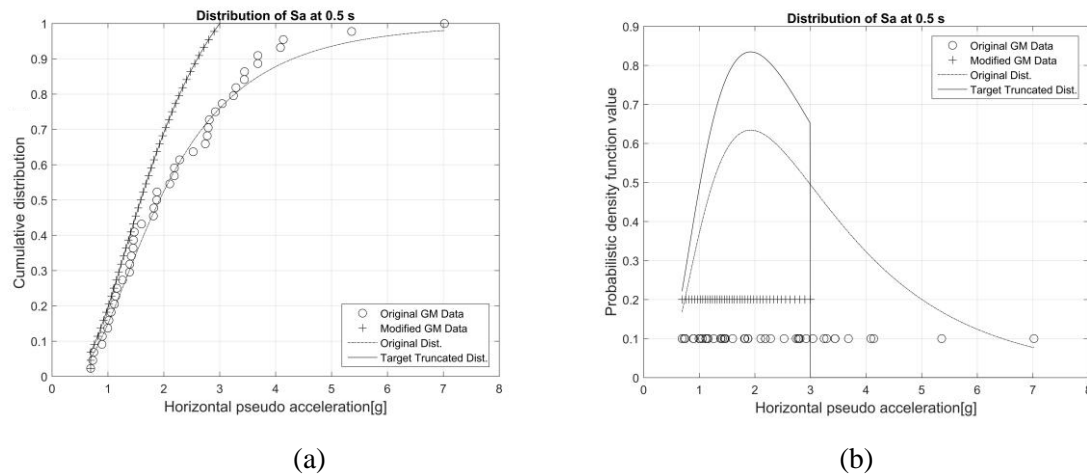 Distribution of Sa at 0.5 s
1
0.9
0.8
0.7
0.6
0.5
0.4
0.3
0.2
0.1
0
Cumulative distribution
Original GM Data
Modified GM Data
Original Dist.
Target Truncated Dist.
0 1 2 3 4 5 6 7 8
Horizontal pseudo acceleration[g]
(a)
Distribution of Sa at 0.5 s
0.9
0.8
0.7
0.6
0.5
0.4
0.3
0.2
0.1
0
Probabilistic density function value
Original GM Data
Modified GM Data
Original Dist.
Target Truncated Dist.
0 1 2 3 4 5 6 7 8
Horizontal pseudo acceleration[g]
(b)